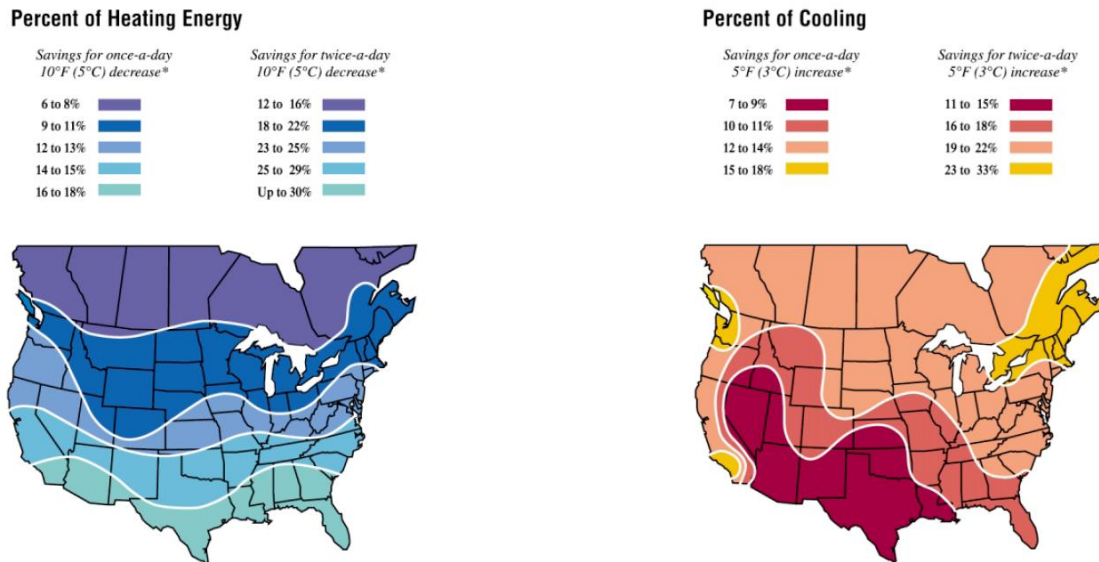 Percent of Heating Energy
Savings for once-a-day
10°F (5°C) decrease*
6 to 8%
9 to 11%
12 to 13%
14 to 15%
16 to 18%
Savings for twice-a-day
10°F (5°C) decrease*
12 to 16%
18 to 22%
23 to 25%
25 to 29%
Up to 30%
Percent of Cooling
Savings for once-a-day
5°F (3°C) increase*
7 to 9%
10 to 11%
12 to 14%
15 to 18%
Savings for twice-a-day
5°F (3°C) increase*
11 to 15%
16 to 18%
19 to 22%
23 to 33%